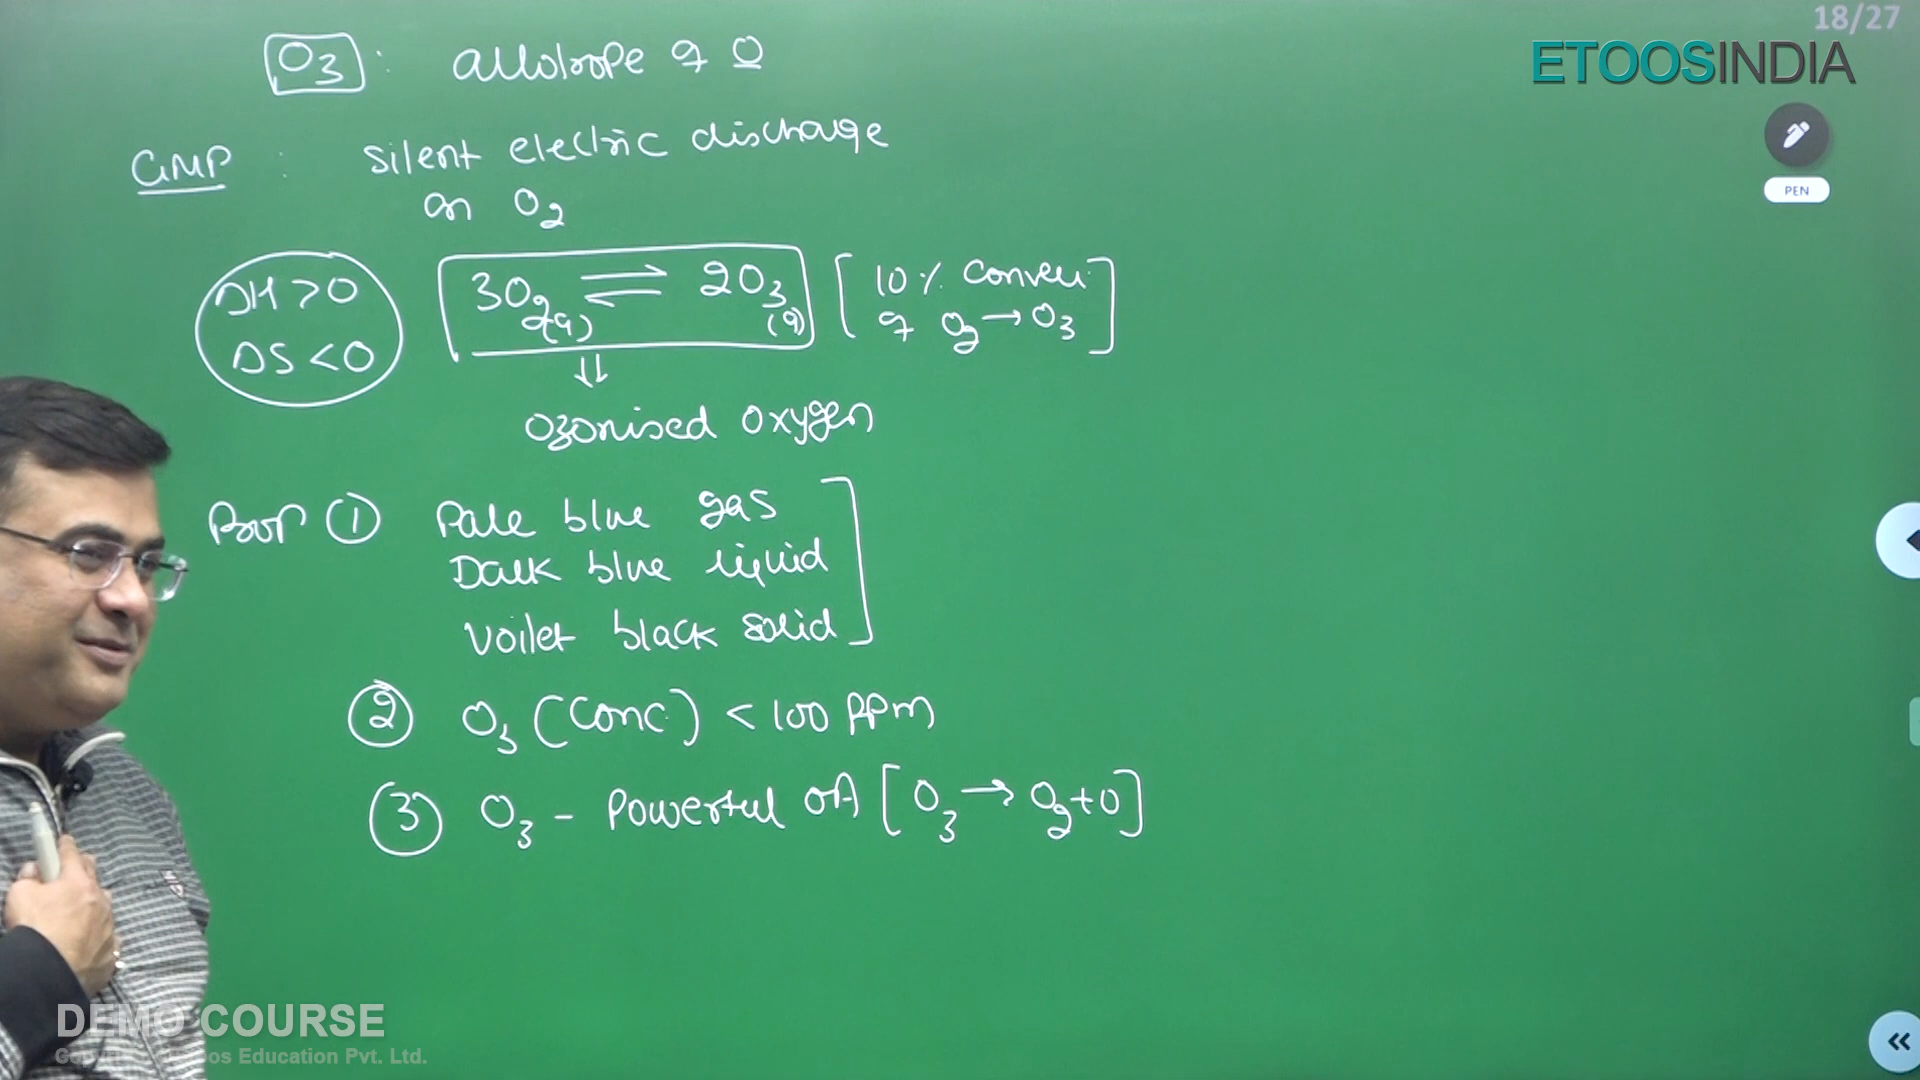 18/27
ETOOSINDIA
PEN
O3 : allotrope of O
GMP : silent electric discharge
on O2
ΔH > 0
ΔS < 0
3O2(g) ⇌ 2O3(g) [10% Conver.
of O2 → O3]
⇓
Ozonised Oxygen
Prop ① Pale blue gas
Dark blue liquid
Voilet black solid
② O3 (Conc.) < 100 PPm
③ O3 - Powerful OA [O3 → O2 + O]
DEMO COURSE
Education Pvt. Ltd.